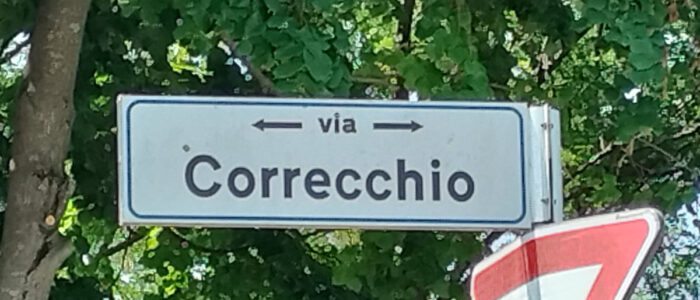 ← via →
Correcchio